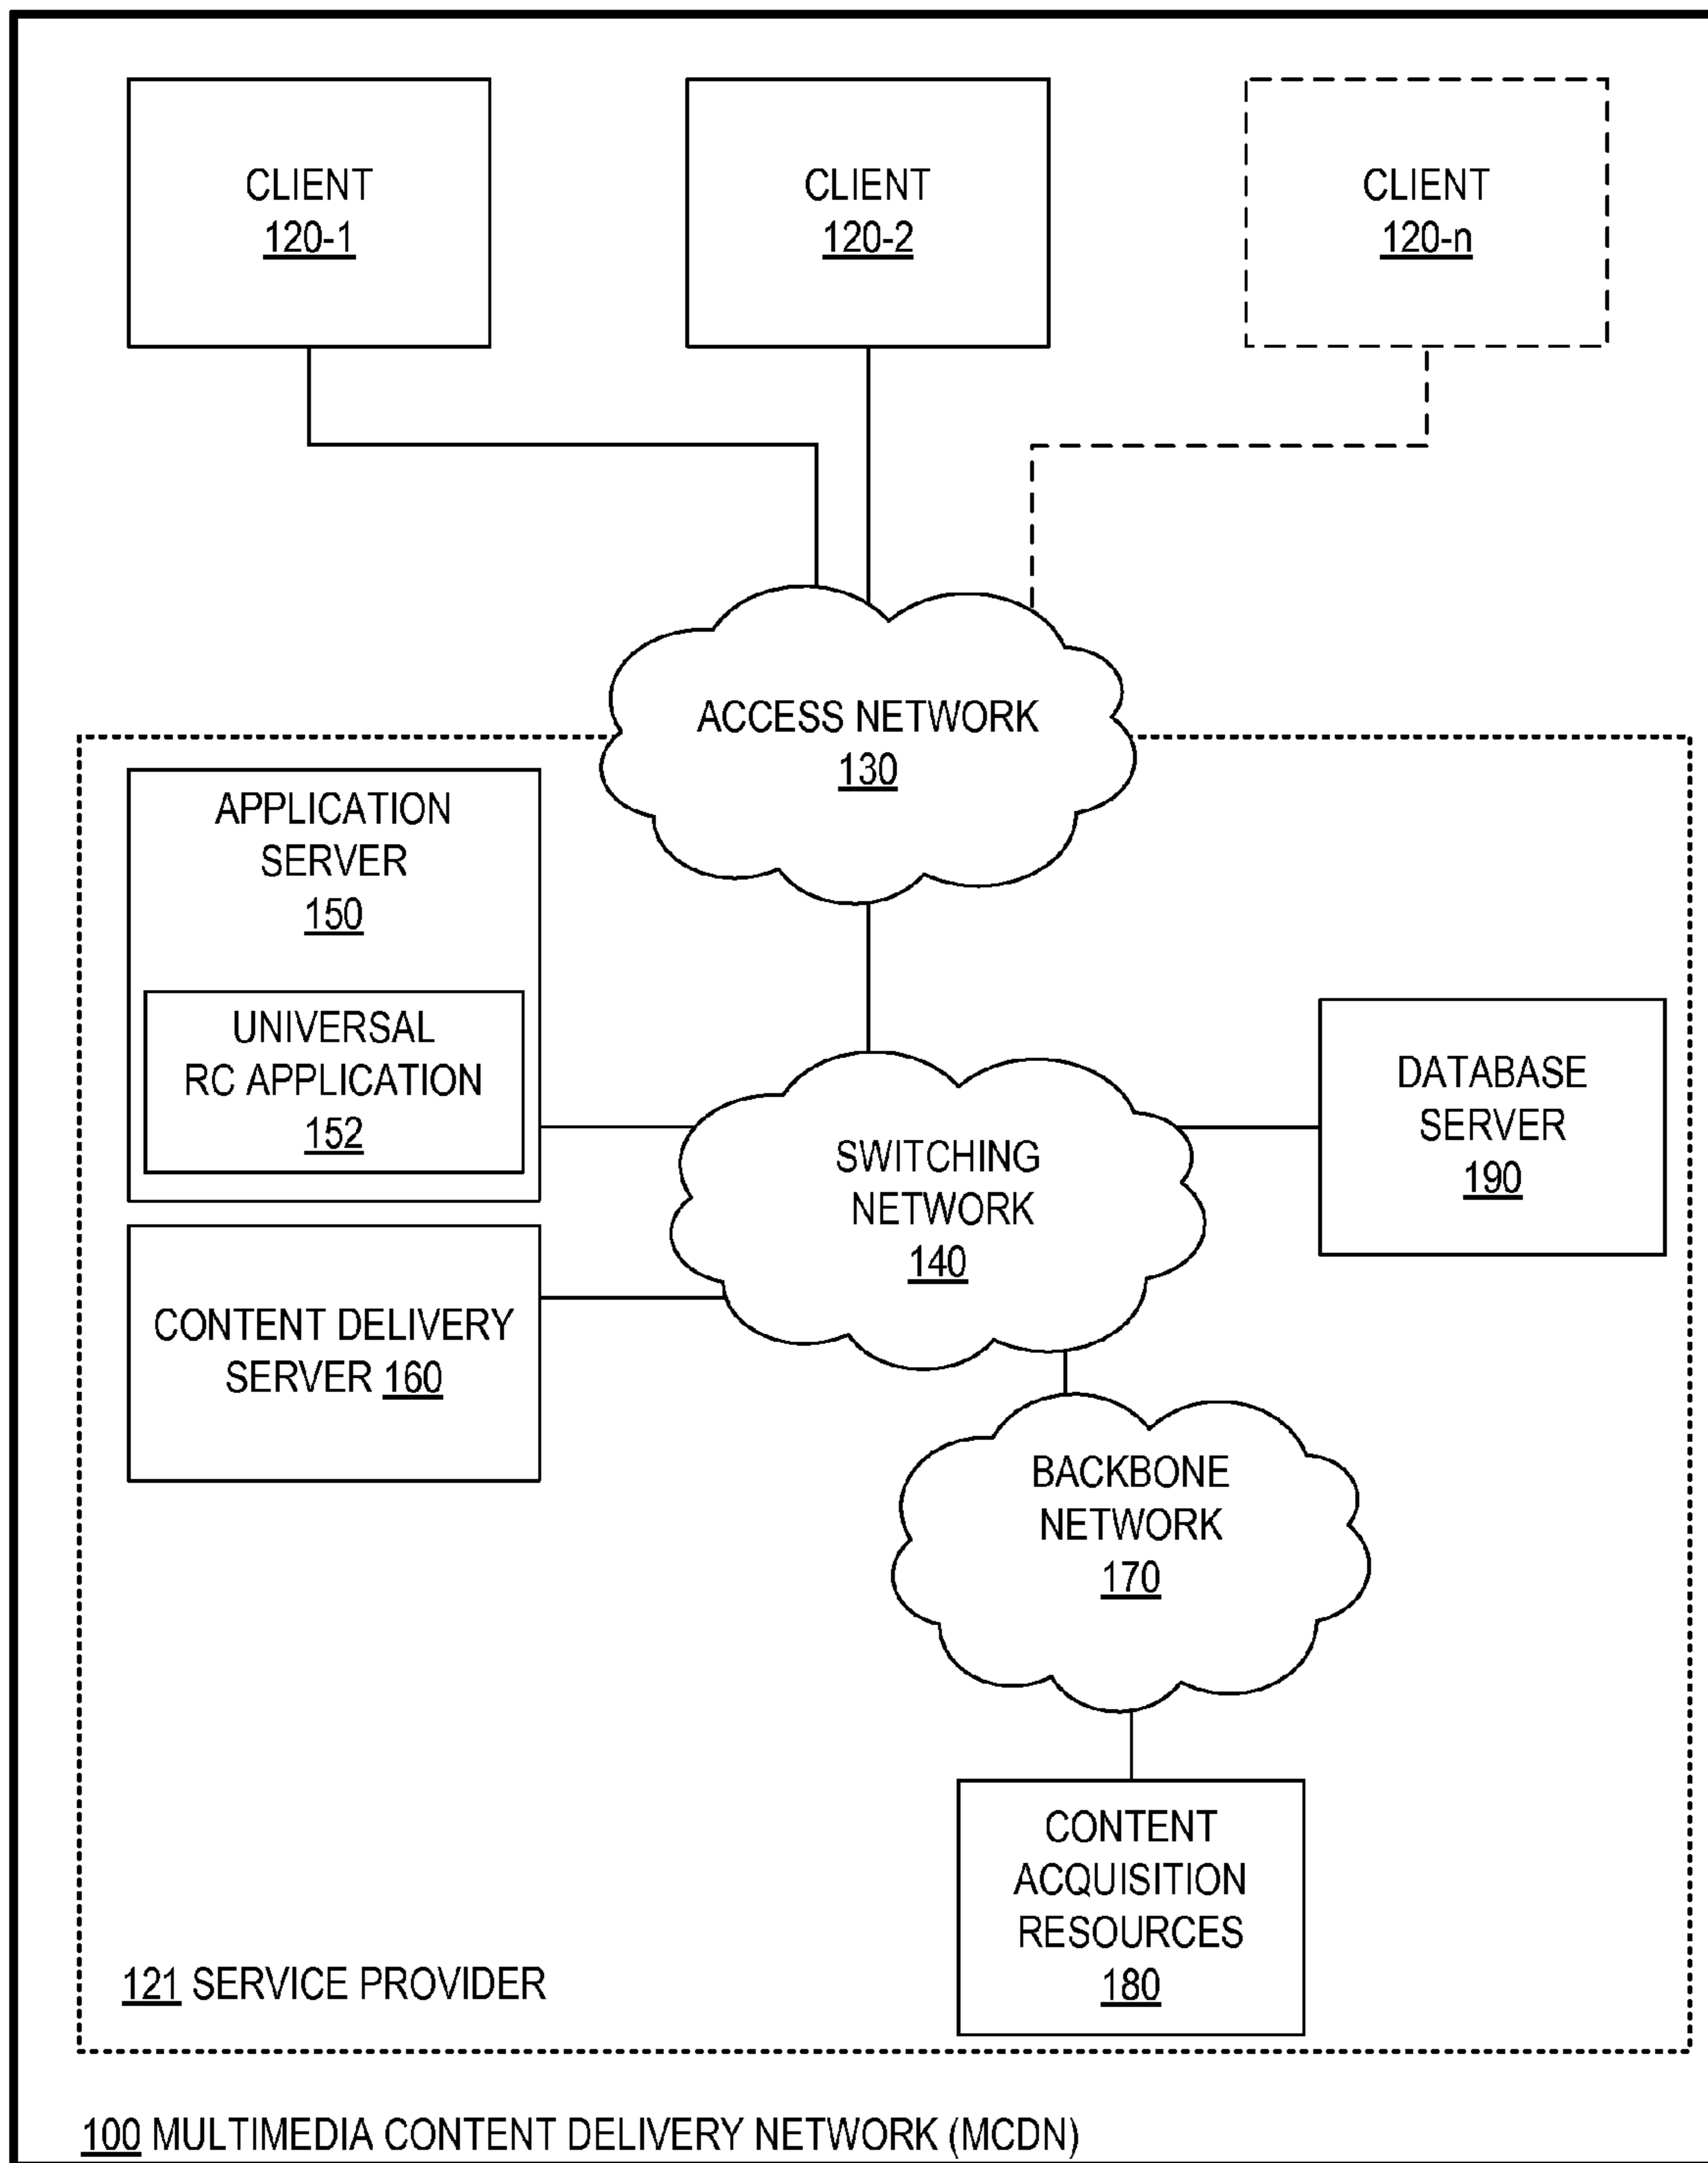 CLIENT
120-1
CLIENT
120-2
CLIENT
120-n
ACCESS NETWORK
130
APPLICATION
SERVER
150
UNIVERSAL
RC APPLICATION
152
SWITCHING
NETWORK
140
DATABASE
SERVER
190
CONTENT DELIVERY
SERVER 160
BACKBONE
NETWORK
170
CONTENT
ACQUISITION
RESOURCES
180
121 SERVICE PROVIDER
100 MULTIMEDIA CONTENT DELIVERY NETWORK (MCDN)